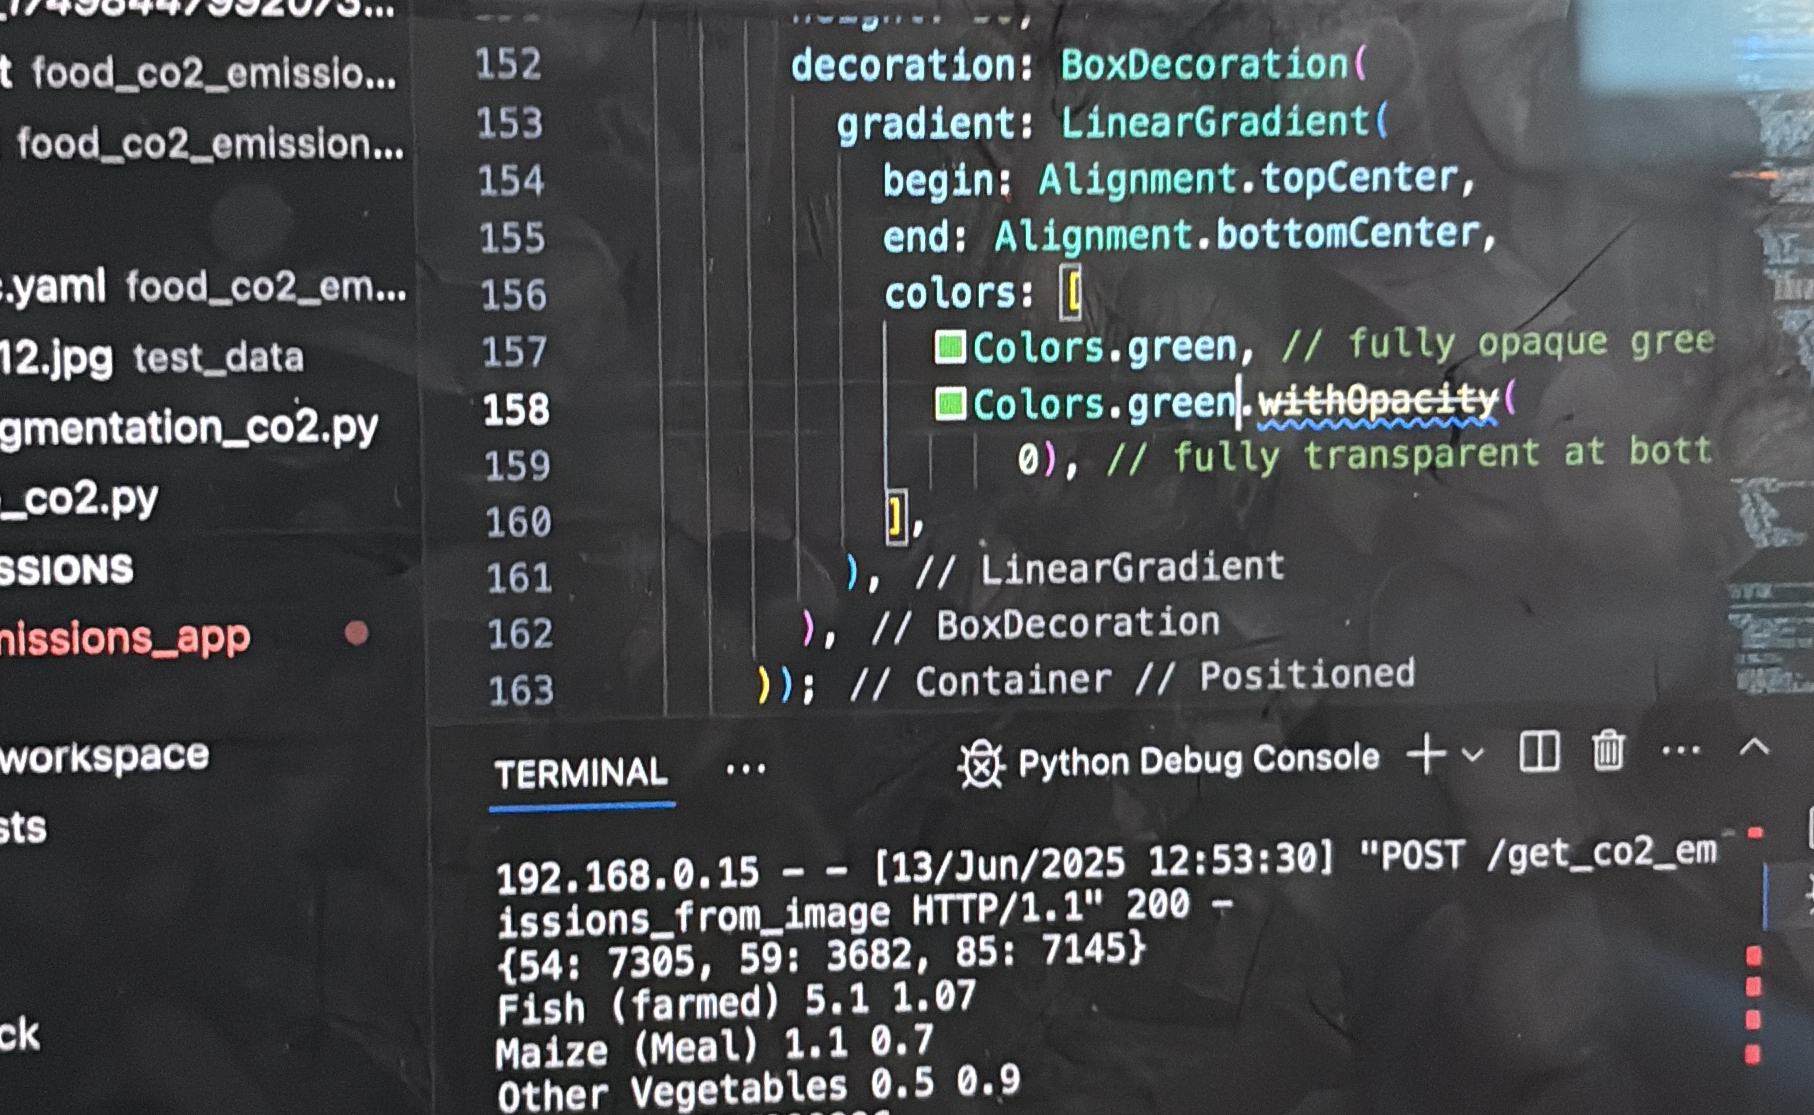 food_co2_emissio...
food_co2_emission...
.yaml food_co2_em...
12.jpg test_data
gmentation_co2.py
_co2.py
SSIONS
nissions_app
workspace
sts
ck
152 decoration: BoxDecoration(
153 gradient: LinearGradient(
154 begin: Alignment.topCenter,
155 end: Alignment.bottomCenter,
156 colors: [
157 Colors.green, // fully opaque gree
158 Colors.green.withOpacity(
159 0), // fully transparent at bott
160 ],
161 ), // LinearGradient
162 ), // BoxDecoration
163 )); // Container // Positioned
TERMINAL ... Python Debug Console
192.168.0.15 - - [13/Jun/2025 12:53:30] "POST /get_co2_em
issions_from_image HTTP/1.1" 200 -
{54: 7305, 59: 3682, 85: 7145}
Fish (farmed) 5.1 1.07
Maize (Meal) 1.1 0.7
Other Vegetables 0.5 0.9